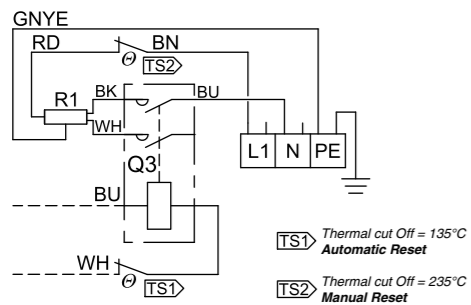 GNYE
RD
BN
Θ
TS2
R1
BK
BU
WH
Q3
L1 N PE
BU
WH
Θ
TS1
TS1 Thermal cut Off = 135°C
Automatic Reset
TS2 Thermal cut Off = 235°C
Manual Reset